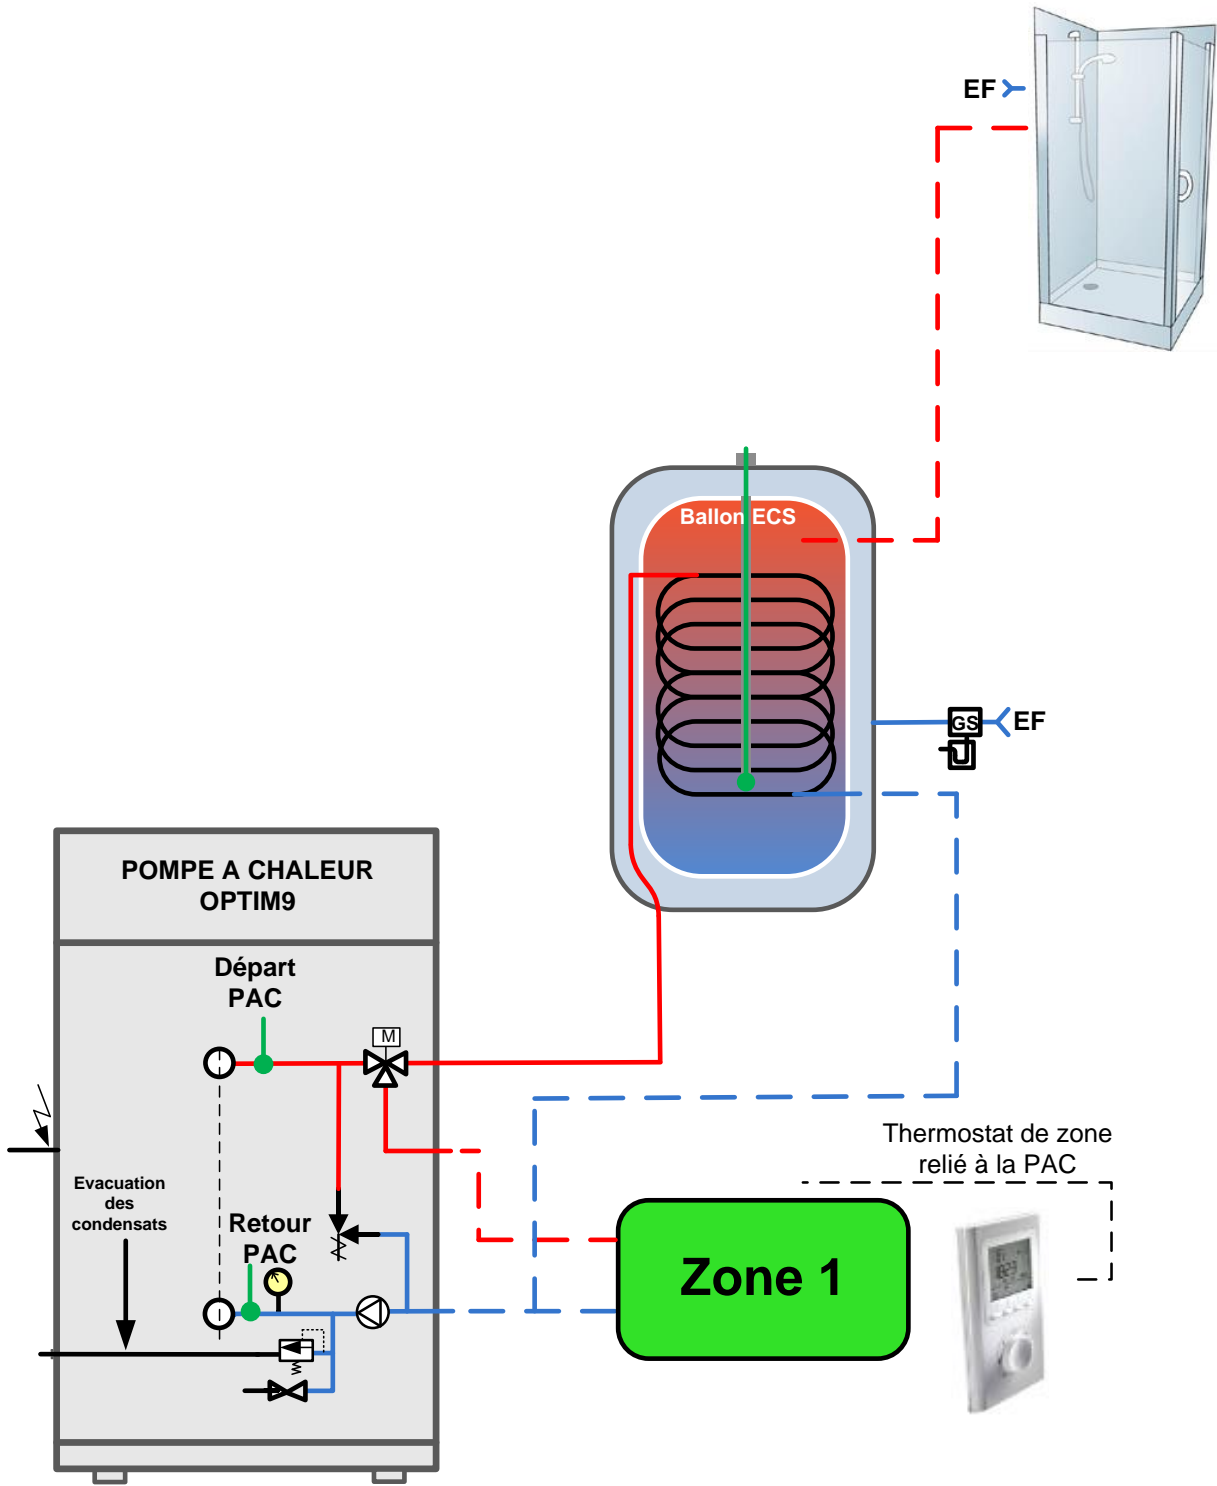 EF
Ballon ECS
GS
EF
POMPE A CHALEUR
OPTIM9
Départ
PAC
M
Thermostat de zone
relié à la PAC
Evacuation
des
condensats
Retour
PAC
Zone 1